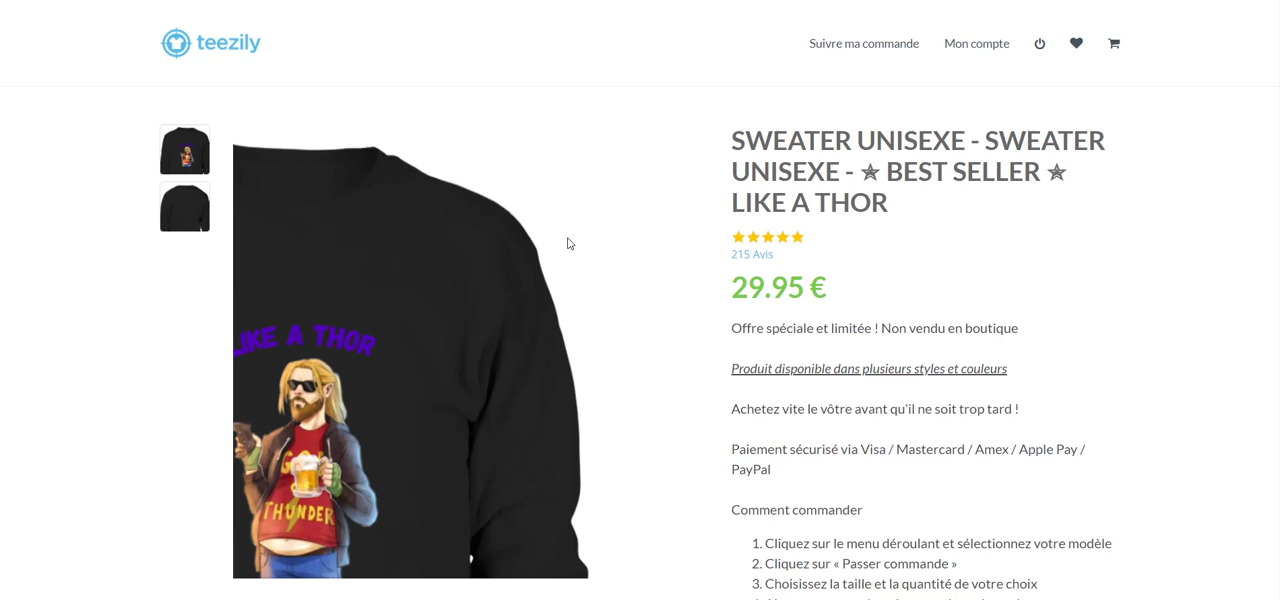 teezily
Suivre ma commande
Mon compte
SWEATER UNISEXE - SWEATER
UNISEXE - ✯ BEST SELLER ✯
LIKE A THOR
215 Avis
29.95 €
Offre spéciale et limitée ! Non vendu en boutique
Produit disponible dans plusieurs styles et couleurs
Achetez vite le vôtre avant qu'il ne soit trop tard !
Paiement sécurisé via Visa / Mastercard / Amex / Apple Pay /
PayPal
Comment commander
1. Cliquez sur le menu déroulant et sélectionnez votre modèle
2. Cliquez sur « Passer commande »
3. Choisissez la taille et la quantité de votre choix
LIKE A THOR
THUNDER